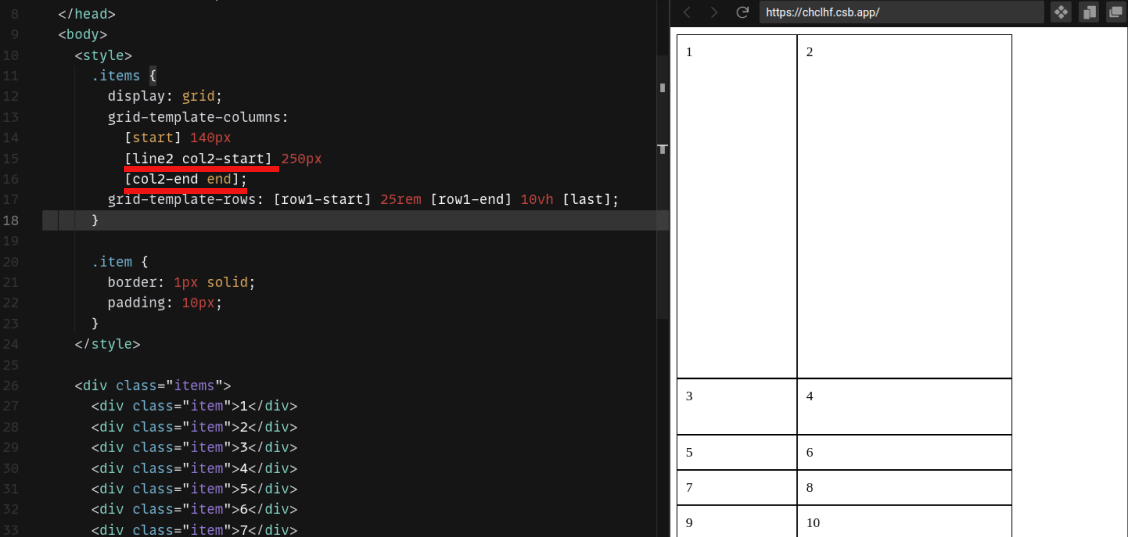 8 </head>
9 <body>
10 <style>
11 .items {
12 display: grid;
13 grid-template-columns:
14 [start] 140px
15 [line2 col2-start] 250px
16 [col2-end end];
17 grid-template-rows: [row1-start] 25rem [row1-end] 10vh [last];
18 }
19
20 .item {
21 border: 1px solid;
22 padding: 10px;
23 }
24 </style>
25
26 <div class="items">
27 <div class="item">1</div>
28 <div class="item">2</div>
29 <div class="item">3</div>
30 <div class="item">4</div>
31 <div class="item">5</div>
32 <div class="item">6</div>
33 <div class="item">7</div>
https://chclhf.csb.app/
1 2
3 4
5 6
7 8
9 10